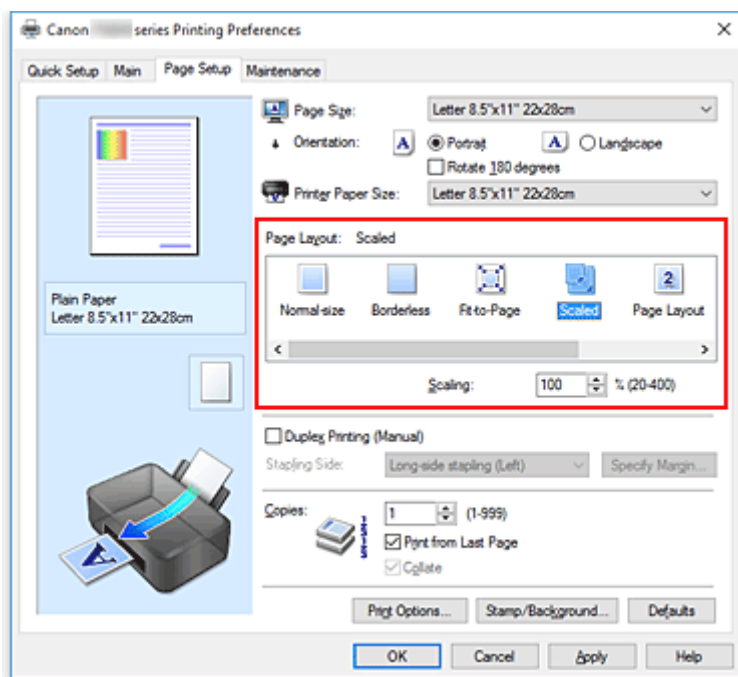 Canon series Printing Preferences
Quick Setup Main Page Setup Maintenance
Page Size: Letter 8.5"x11" 22x28cm
Orientation: A Portrait A Landscape
Rotate 180 degrees
Printer Paper Size: Letter 8.5"x11" 22x28cm
Page Layout: Scaled
Normal-size Borderless Fit-to-Page Scaled 2 Page Layout
Scaling: 100 % (20-400)
Plain Paper
Letter 8.5"x11" 22x28cm
Duplex Printing (Manual)
Stapling Side: Long-side stapling (Left) Specify Margin...
Copies: 1 (1-999)
Print from Last Page
Collate
A
Print Options... Stamp/Background... Defaults
OK Cancel Apply Help